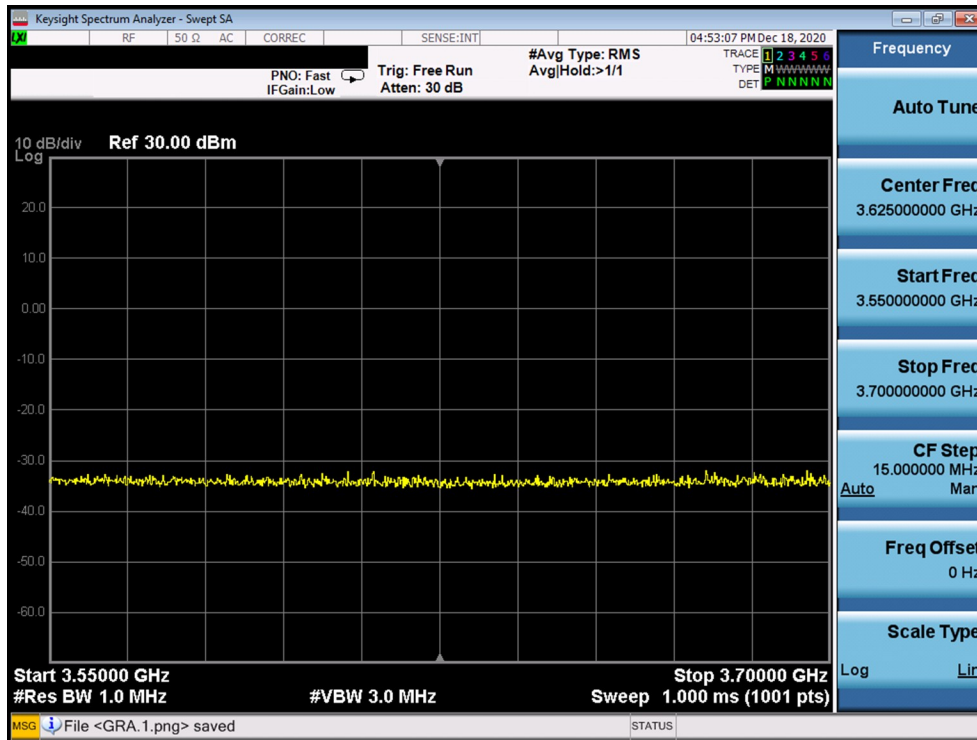 Keysight Spectrum Analyzer - Swept SA
LXI RF 50 Ω AC CORREC SENSE:INT 04:53:07 PM Dec 18, 2020
PNO: Fast
IFGain:Low
Trig: Free Run
Atten: 30 dB
#Avg Type: RMS
Avg|Hold:>1/1
TRACE 1 2 3 4 5 6
TYPE M WWWWW
DET P N N N N N
10 dB/div
Log
Ref 30.00 dBm
20.0
10.0
0.00
-10.0
-20.0
-30.0
-40.0
-50.0
-60.0
Start 3.55000 GHz
#Res BW 1.0 MHz
#VBW 3.0 MHz
Stop 3.70000 GHz
Sweep 1.000 ms (1001 pts)
MSG
File <GRA.1.png> saved
STATUS
Frequency
Auto Tune
Center Freq
3.625000000 GHz
Start Freq
3.550000000 GHz
Stop Freq
3.700000000 GHz
CF Step
15.000000 MHz
Auto Man
Freq Offset
0 Hz
Scale Type
Log Lin